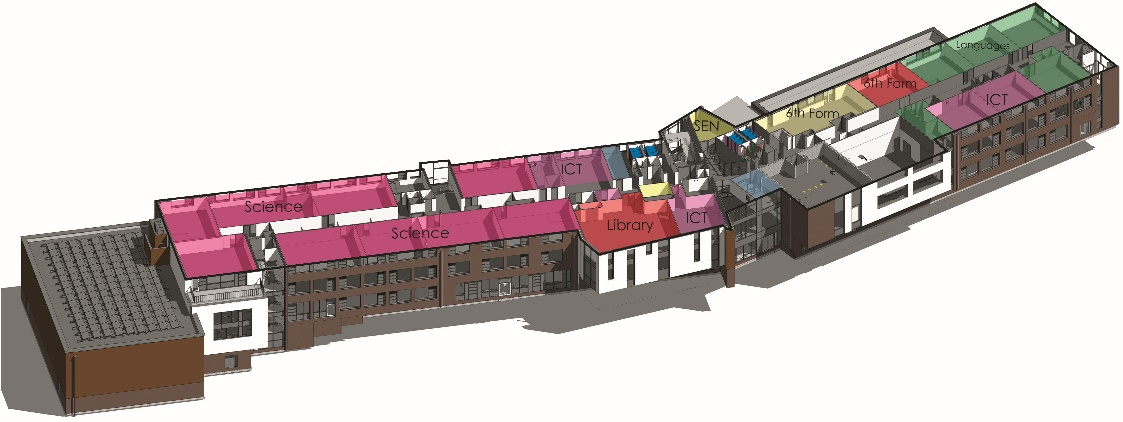 Languages
6th Form
ICT
6th Form
SEN
ICT
Science
ICT
Library
Science